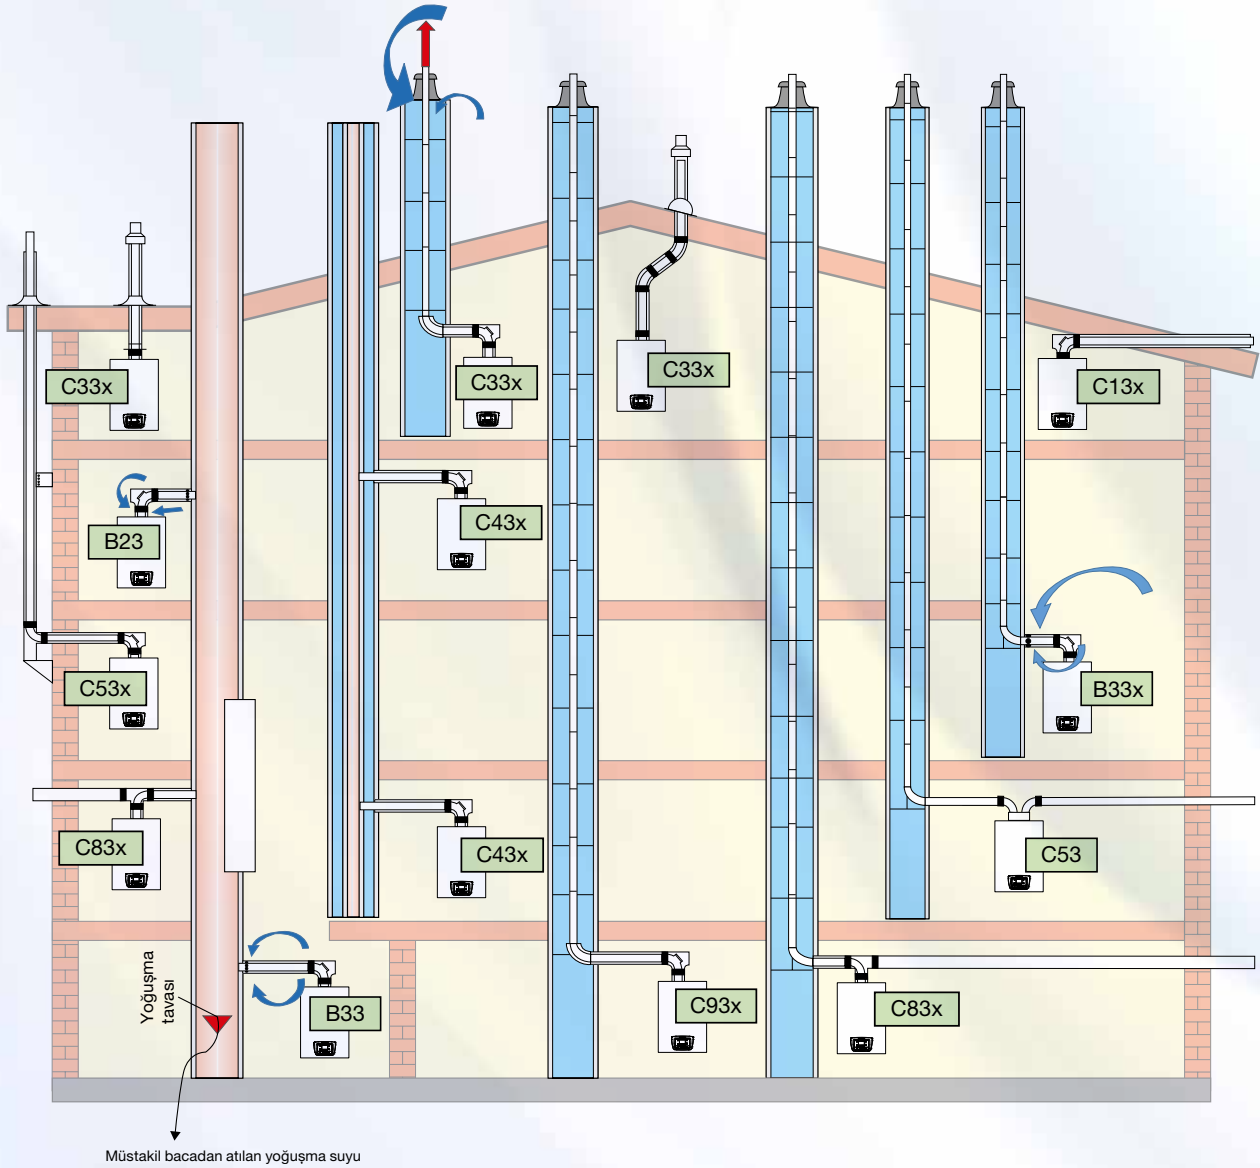 C33x
C33x
C33x
C13x
B23
C43x
C53x
B33x
C83x
C43x
C53
Yoğuşma
tavası
B33
C93x
C83x
Müstakil bacadan atılan yoğuşma suyu